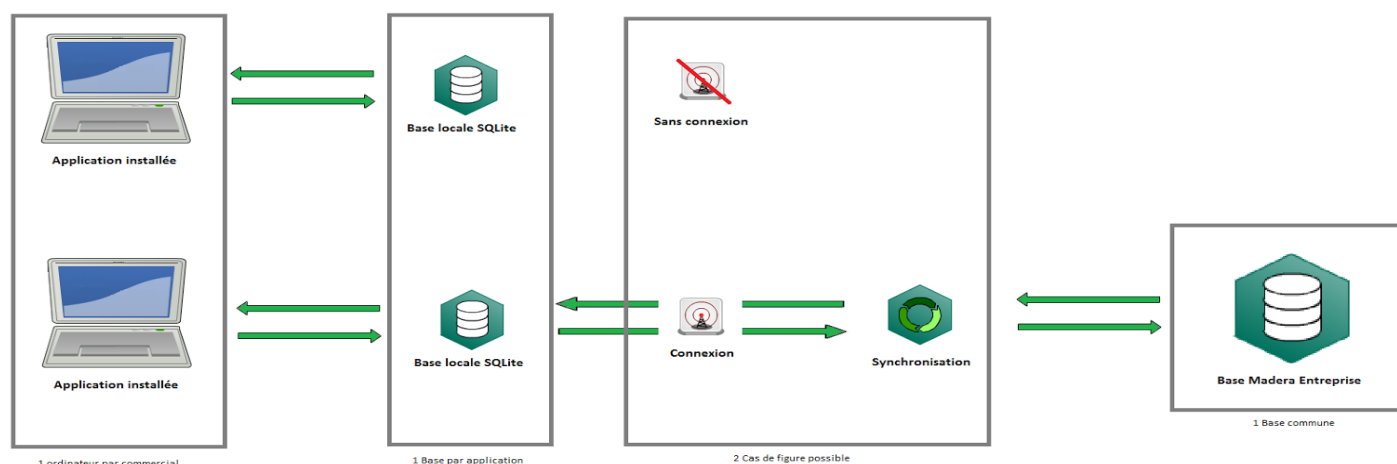 Sans connexion
Base locale SQLite
Application installée
Connexion
Base locale SQLite
Synchronisation
Application installée
Base Madera Entreprise
1 Base commune
1 ordinateur par commercial
1 Base par application
2 Cas de figure possible